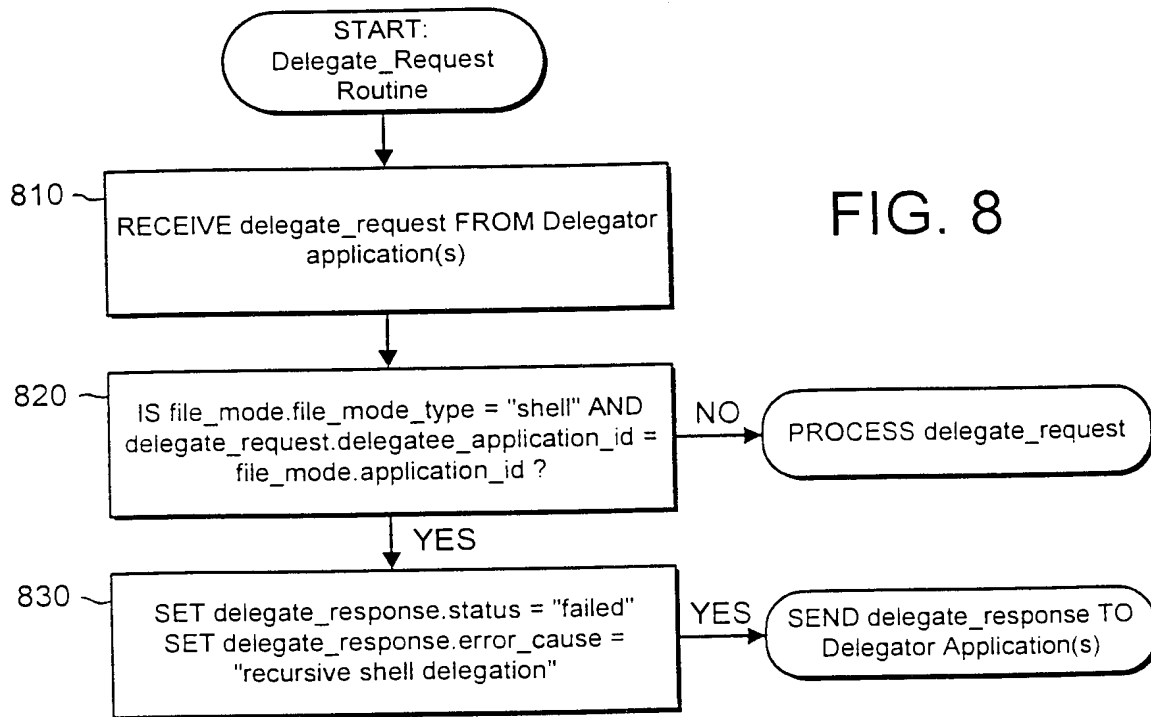 START:
Delegate_Request
Routine
810
RECEIVE delegate_request FROM Delegator
application(s)
FIG. 8
820
IS file_mode.file_mode_type = "shell" AND
delegate_request.delegatee_application_id =
file_mode.application_id ?
NO
PROCESS delegate_request
YES
830
SET delegate_response.status = "failed"
SET delegate_response.error_cause =
"recursive shell delegation"
YES
SEND delegate_response TO
Delegator Application(s)